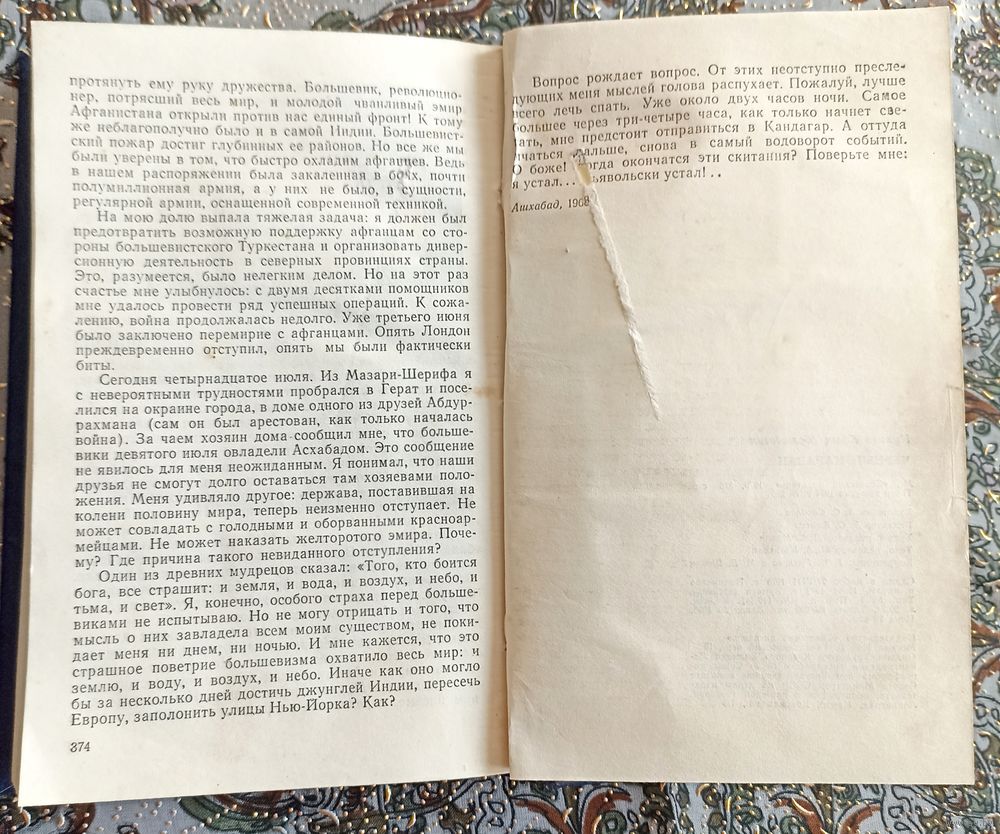 протянуть ему руку дружества. Большевик, революцио-
нер, потрясший весь мир, и молодой чванливый эмир
Афганистана открыли против нас единый фронт! К тому
же неблагополучно было и в самой Индии. Большевист-
ский пожар достиг глубинных ее районов. Но все же мы
были уверены в том, что быстро охладим афганцев. Ведь
в нашем распоряжении была закаленная в боях, почти
полумиллионная армия, а у них не было, в сущности,
регулярной армии, оснащенной современной техникой.
На мою долю выпала тяжелая задача: я должен был
предотвратить возможную поддержку афганцам со сто-
роны большевистского Туркестана и организовать дивер-
сионную деятельность в северных провинциях страны.
Это, разумеется, было нелегким делом. Но на этот раз
счастье мне улыбнулось: с двумя десятками помощников
мне удалось провести ряд успешных операций. К сожа-
лению, война продолжалась недолго. Уже третьего июня
было заключено перемирие с афганцами. Опять Лондон
преждевременно отступил, опять мы были фактически
биты.
Сегодня четырнадцатое июля. Из Мазари-Шерифа я
с невероятными трудностями пробрался в Герат и посе-
лился на окраине города, в доме одного из друзей Абдур-
рахмана (сам он был арестован, как только началась
война). За чаем хозяин дома сообщил мне, что больше-
вики девятого июля овладели Асхабадом. Это сообщение
не явилось для меня неожиданным. Я понимал, что наши
друзья не смогут долго оставаться там хозяевами поло-
жения. Меня удивляло другое: держава, поставившая на
колени половину мира, теперь неизменно отступает. Не
может совладать с голодными и оборванными красноар-
мейцами. Не может наказать желторотого эмира. Поче-
му? Где причина такого невиданного отступления?
Один из древних мудрецов сказал: «Того, кто боится
бога, все страшит: и земля, и вода, и воздух, и небо, и
тьма, и свет». Я, конечно, особого страха перед больше-
виками не испытываю. Но не могу отрицать и того, что
мысль о них завладела всем моим существом, не поки-
дает меня ни днем, ни ночью. И мне кажется, что это
страшное поветрие большевизма охватило весь мир: и
землю, и воду, и воздух, и небо. Иначе как оно могло
бы за несколько дней достичь джунглей Индии, пересечь
Европу, заполонить улицы Нью-Йорка? Как?
374
Вопрос рождает вопрос. От этих неотступно пресле-
дующих меня мыслей голова распухает. Пожалуй, лучше
всего лечь спать. Уже около двух часов ночи. Самое
большее через три-четыре часа, как только начнет све-
тать, мне предстоит отправиться в Кандагар. А оттуда
мчаться дальше, снова в самый водоворот событий.
О боже! Когда окончатся эти скитания? Поверьте мне:
я устал... Дьявольски устал!..
Ашхабад, 1968